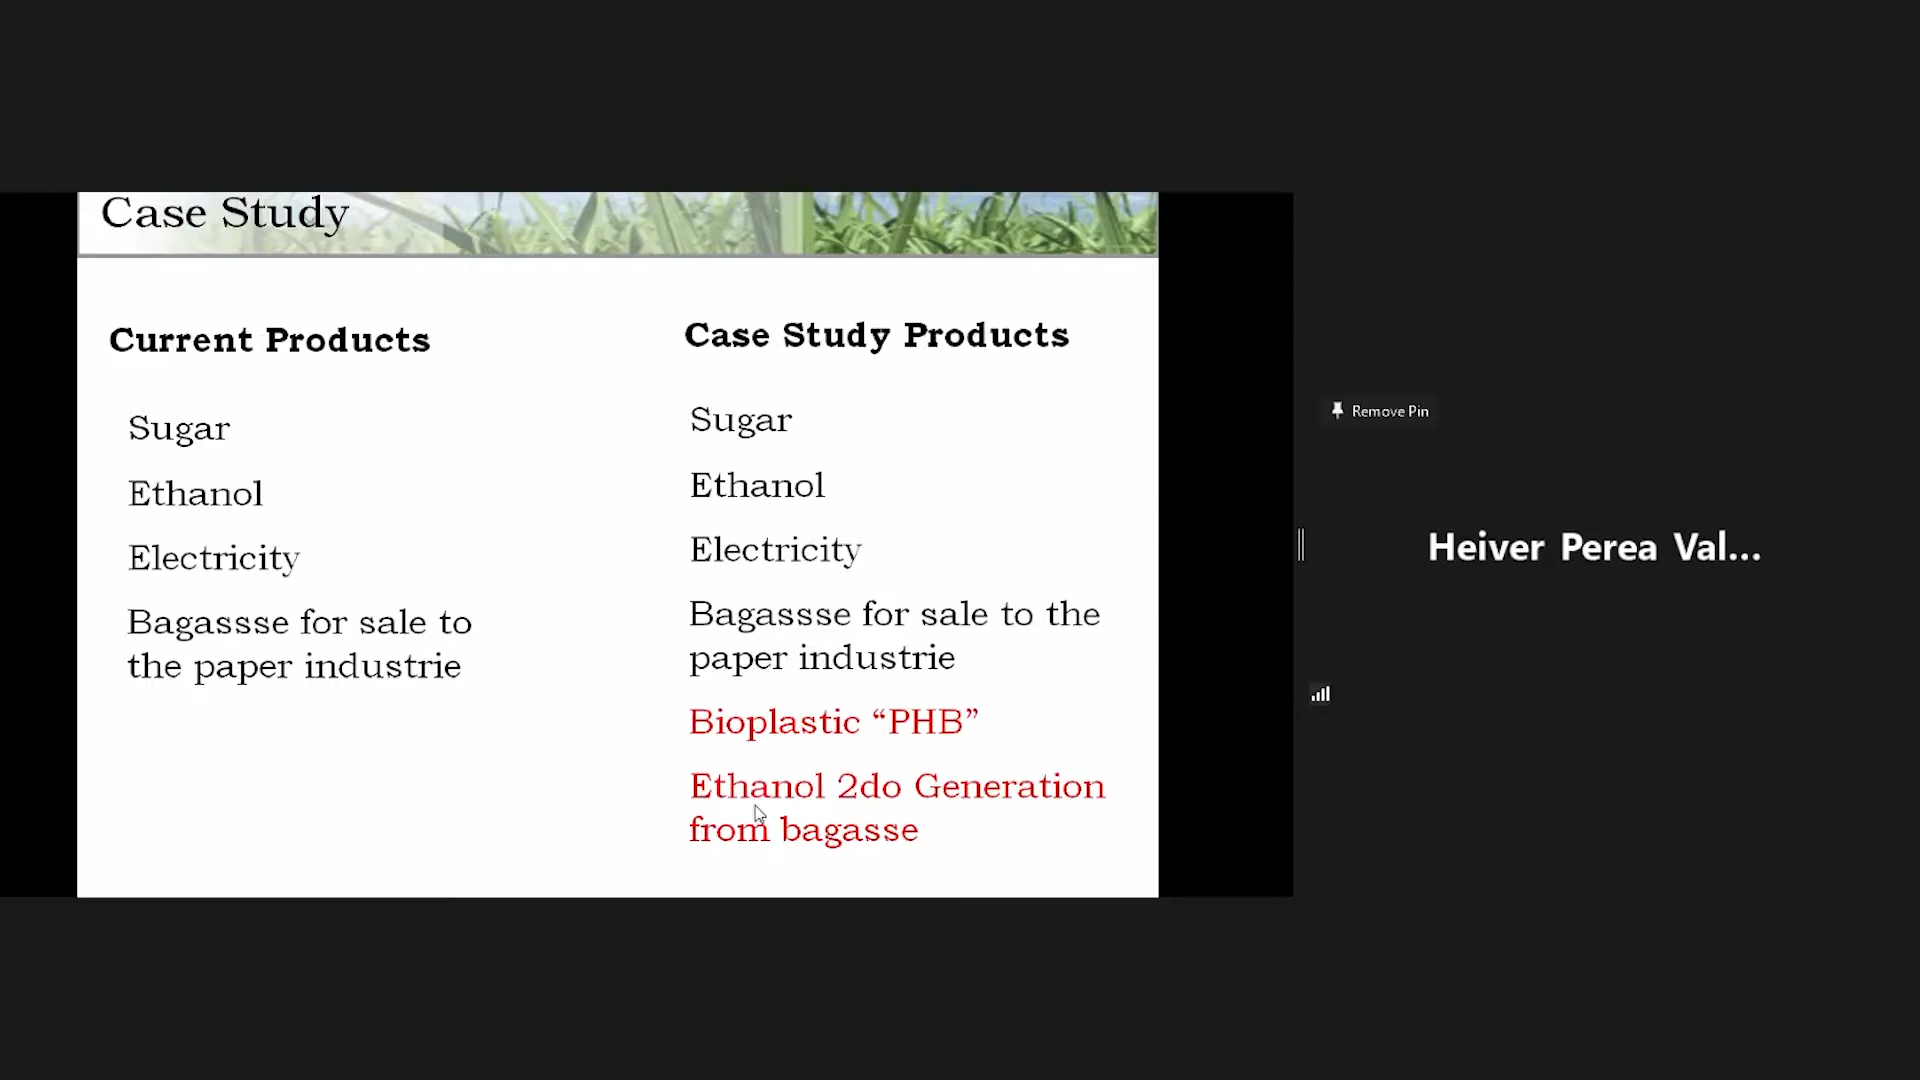 Case Study
Current Products
Sugar
Ethanol
Electricity
Bagassse for sale to
the paper industrie
Case Study Products
Sugar
Ethanol
Electricity
Bagassse for sale to the
paper industrie
Bioplastic “PHB”
Ethanol 2do Generation
from bagasse
Remove Pin
Heiver Perea Val...